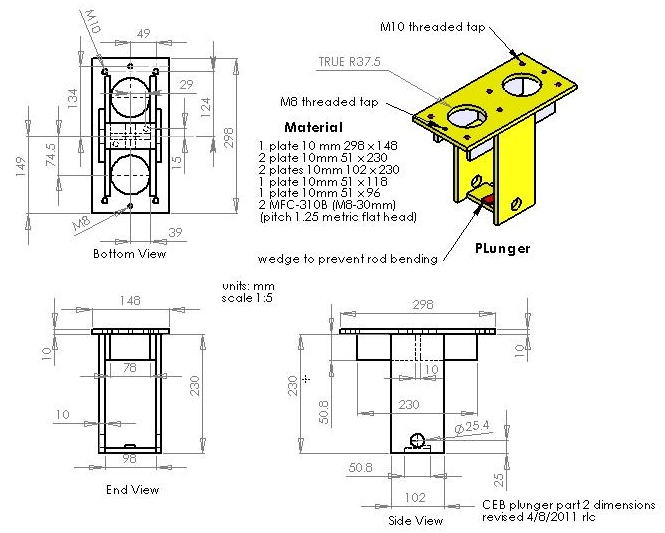 M10
49
29
134
124
298
149
74.5
15
M8
39
Bottom View
M10 threaded tap
TRUE R37.5
M8 threaded tap
Material
1 plate 10 mm 298 x 148
2 plate 10mm 51 x 230
2 plates 10mm 102 x 230
1 plate 10mm 51 x 118
1 plate 10mm 51 x 96
2 MFC-310B (M8-30mm)
(pitch 1.25 metric flat head)
PLunger
wedge to prevent rod bending
units: mm
scale 1:5
148
10
78
230
10
98
End View
298
10
10
230
50.8
230
Ø25.4
50.8
25
102
Side View
CEB plunger part 2 dimensions
revised 4/8/2011 rlc